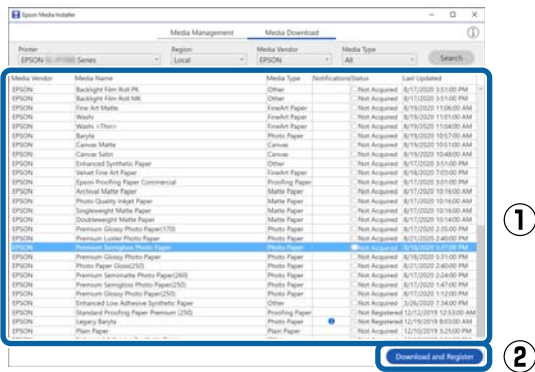 Epson Media Installer
Media Management Media Download
Printer Region Media Vendor Media Type
EPSON Series Local EPSON All Search
Media Vendor Media Name Media Type Notifications Status Last Updated
EPSON Backlight Film Roll PK Other Not Acquired 8/17/2020 3:51:00 PM
EPSON Backlight Film Roll MK Other Not Acquired 8/17/2020 3:51:00 PM
EPSON Fine Art Matte FineArt Paper Not Acquired 8/19/2020 11:06:00 AM
EPSON Washi FineArt Paper Not Acquired 8/19/2020 11:01:00 AM
EPSON Washi <Thin> FineArt Paper Not Acquired 8/19/2020 11:04:00 AM
EPSON Baryta Photo Paper Not Acquired 8/19/2020 10:57:00 AM
EPSON Canvas Matte Canvas Not Acquired 8/19/2020 10:51:00 AM
EPSON Canvas Satin Canvas Not Acquired 8/19/2020 10:48:00 AM
EPSON Enhanced Synthetic Paper Other Not Acquired 8/17/2020 3:51:00 PM
EPSON Velvet Fine Art Paper FineArt Paper Not Acquired 8/18/2020 7:03:00 PM
EPSON Epson Proofing Paper Commercial Proofing Paper Not Acquired 8/17/2020 3:01:00 PM
EPSON Archival Matte Paper Matte Paper Not Acquired 8/17/2020 10:16:00 AM
EPSON Photo Quality Inkjet Paper Matte Paper Not Acquired 8/17/2020 10:16:00 AM
EPSON Singleweight Matte Paper Matte Paper Not Acquired 8/17/2020 10:16:00 AM
EPSON Doubleweight Matte Paper Matte Paper Not Acquired 8/17/2020 10:14:00 AM
EPSON Premium Glossy Photo Paper(170) Photo Paper Not Acquired 8/17/2020 2:35:00 PM
EPSON Premium Luster Photo Paper Photo Paper Not Acquired 8/21/2020 2:40:00 PM
EPSON Premium Semigloss Photo Paper Photo Paper Not Acquired 8/18/2020 5:31:00 PM
EPSON Premium Glossy Photo Paper Photo Paper Not Acquired 8/18/2020 5:31:00 PM
EPSON Photo Paper Gloss(250) Photo Paper Not Acquired 8/21/2020 2:40:00 PM
EPSON Premium Semimatte Photo Paper(260) Photo Paper Not Acquired 8/17/2020 2:24:00 PM
EPSON Premium Semigloss Photo Paper(250) Photo Paper Not Acquired 8/17/2020 1:47:00 PM
EPSON Premium Glossy Photo Paper(250) Photo Paper Not Acquired 8/17/2020 1:12:00 PM
EPSON Enhanced Low Adhesive Synthetic Paper Other Not Acquired 3/26/2020 7:34:00 PM
EPSON Standard Proofing Paper Premium (250) Proofing Paper Not Registered 12/12/2019 12:53:00 AM
EPSON Legacy Baryta Photo Paper Not Registered 12/19/2019 8:03:00 AM
EPSON Plain Paper Plain Paper Not Acquired 12/10/2019 5:25:00 PM
①
Download and Register
②